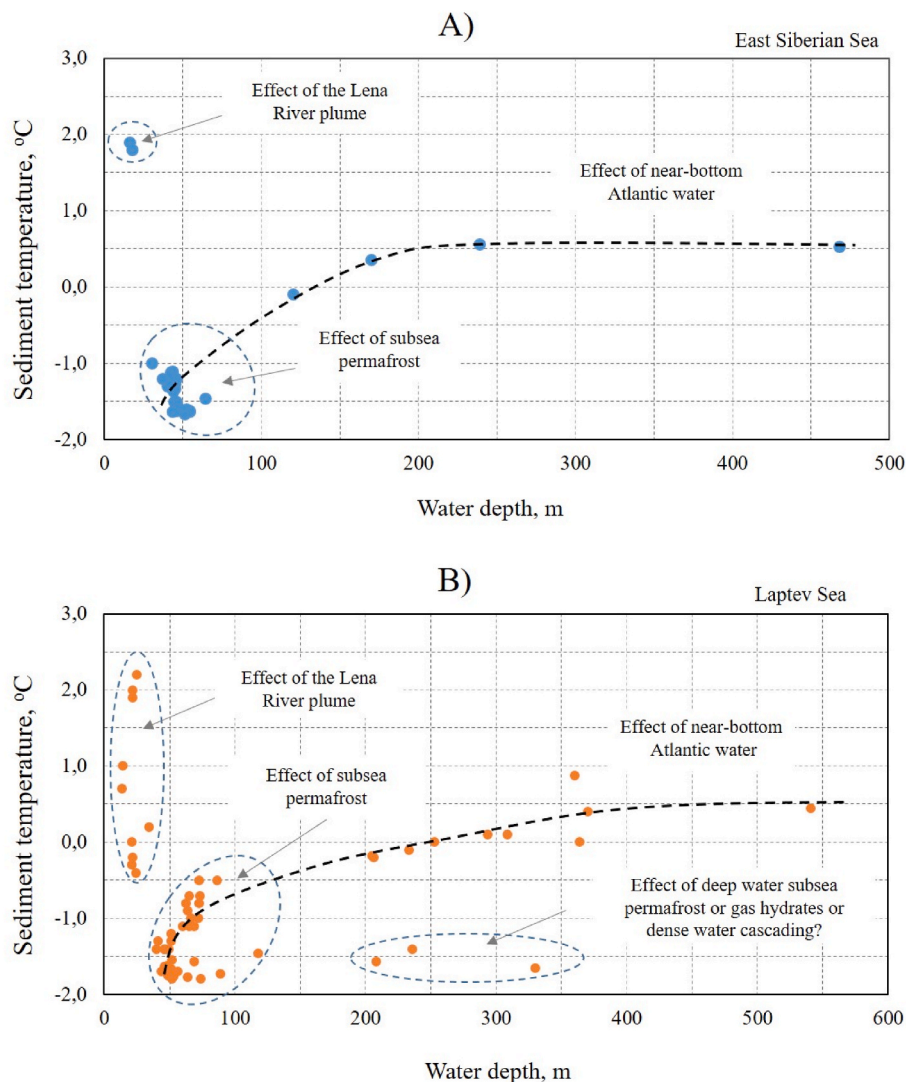 A)
East Siberian Sea
3,0
2,0
1,0
0,0
-1,0
-2,0
Sediment temperature, ºC
Effect of the Lena
River plume
Effect of near-bottom
Atlantic water
Effect of subsea
permafrost
0
100
200
300
400
500
Water depth, m
B)
Laptev Sea
3,0
2,0
1,0
0,0
-1,0
-2,0
Sediment temperature, ºC
Effect of the Lena
River plume
Effect of near-bottom
Atlantic water
Effect of subsea
permafrost
Effect of deep water subsea
permafrost or gas hydrates or
dense water cascading?
0
100
200
300
400
500
600
Water depth, m